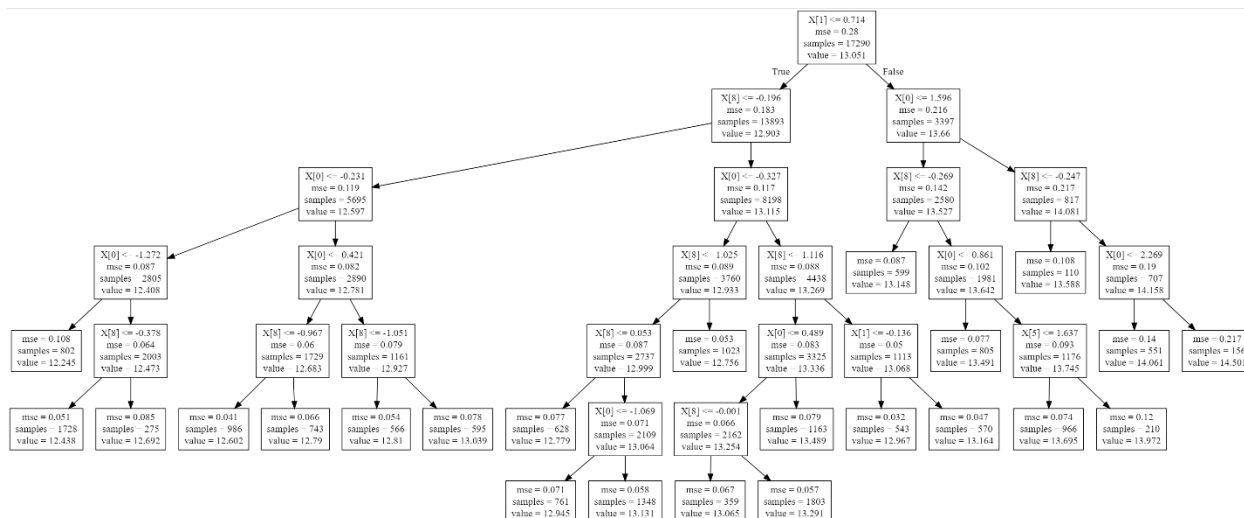 X[1] <= 0.714
mse = 0.28
samples = 17290
value = 13.051
True
False
X[8] <= -0.196
mse = 0.183
samples = 13893
value = 12.903
X[0] <= 1.596
mse = 0.216
samples = 3397
value = 13.66
X[0] <= -0.231
mse = 0.119
samples = 5695
value = 12.597
X[0] <= -0.327
mse = 0.117
samples = 8198
value = 13.115
X[8] <= -0.269
mse = 0.142
samples = 2580
value = 13.527
X[8] <= -0.247
mse = 0.217
samples = 817
value = 14.081
X[0] <= -1.272
mse = 0.087
samples = 2805
value = 12.408
X[0] <= 0.421
mse = 0.082
samples = 2890
value = 12.781
X[8] <= 1.025
mse = 0.089
samples = 3760
value = 12.933
X[8] <= 1.116
mse = 0.088
samples = 4438
value = 13.269
mse = 0.087
samples = 599
value = 13.148
X[0] <= 0.861
mse = 0.102
samples = 1981
value = 13.642
mse = 0.108
samples = 110
value = 13.588
X[0] <= 2.269
mse = 0.19
samples = 707
value = 14.158
mse = 0.108
samples = 802
value = 12.245
X[8] <= -0.378
mse = 0.064
samples = 2003
value = 12.473
X[8] <= -0.967
mse = 0.06
samples = 1729
value = 12.683
X[8] <= -1.051
mse = 0.079
samples = 1161
value = 12.927
X[8] <= 0.053
mse = 0.087
samples = 2737
value = 12.999
mse = 0.053
samples = 1023
value = 12.756
X[0] <= 0.489
mse = 0.083
samples = 3325
value = 13.336
X[1] <= -0.136
mse = 0.05
samples = 1113
value = 13.068
mse = 0.077
samples = 805
value = 13.491
X[5] <= 1.637
mse = 0.093
samples = 1176
value = 13.745
mse = 0.14
samples = 551
value = 14.061
mse = 0.217
samples = 156
value = 14.501
mse = 0.051
samples = 1728
value = 12.438
mse = 0.085
samples = 275
value = 12.692
mse = 0.041
samples = 986
value = 12.602
mse = 0.066
samples = 743
value = 12.79
mse = 0.054
samples = 566
value = 12.81
mse = 0.078
samples = 595
value = 13.039
mse = 0.077
samples = 628
value = 12.779
X[0] <= -1.069
mse = 0.071
samples = 2109
value = 13.064
X[8] <= -0.001
mse = 0.066
samples = 2162
value = 13.254
mse = 0.079
samples = 1163
value = 13.489
mse = 0.032
samples = 543
value = 12.967
mse = 0.047
samples = 570
value = 13.164
mse = 0.074
samples = 966
value = 13.695
mse = 0.12
samples = 210
value = 13.972
mse = 0.071
samples = 761
value = 12.945
mse = 0.058
samples = 1348
value = 13.131
mse = 0.067
samples = 359
value = 13.065
mse = 0.057
samples = 1803
value = 13.291